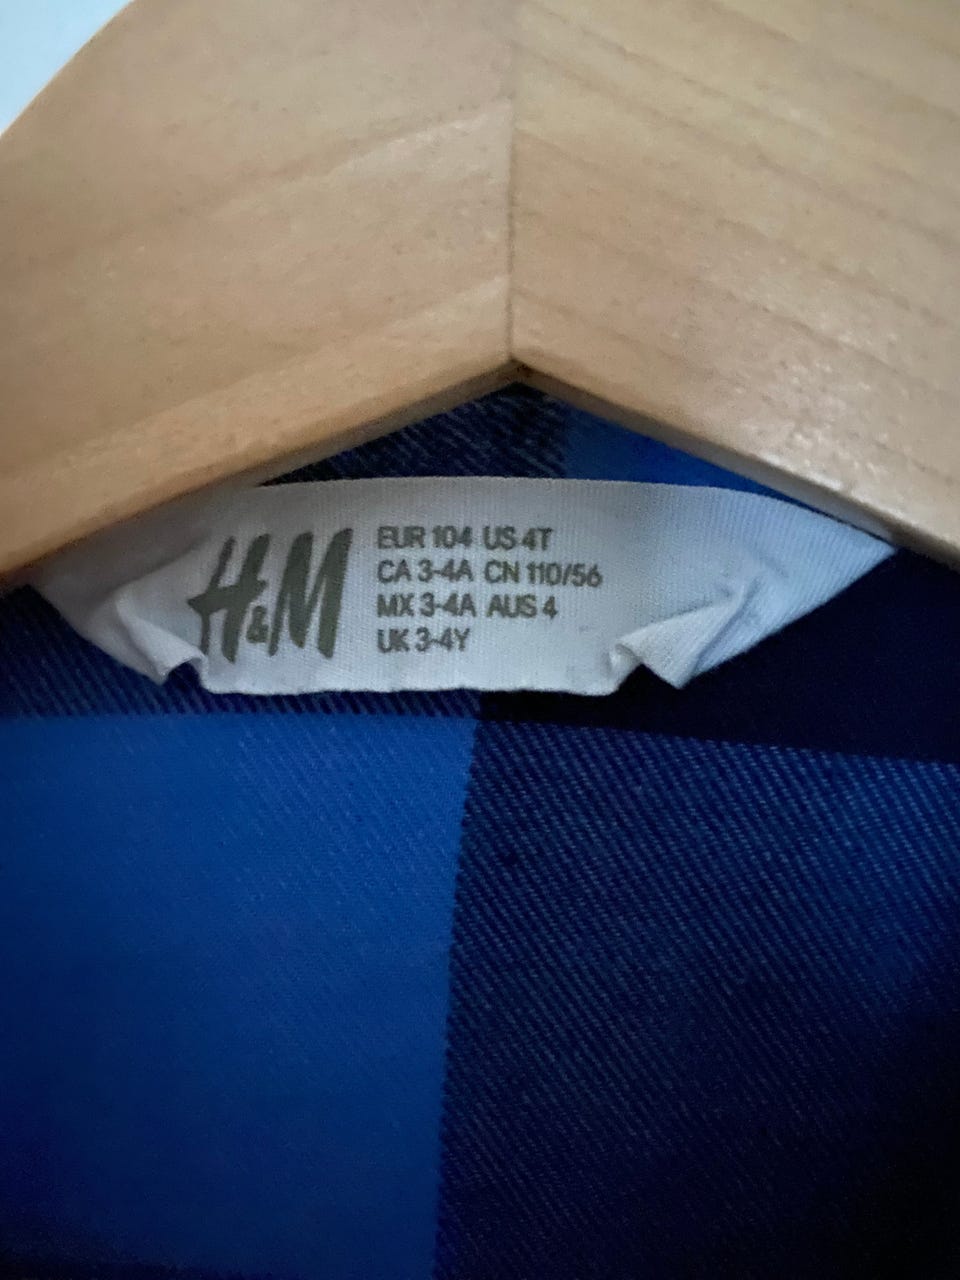 H&M
EUR 104 US 4T
CA 3-4A CN 110/56
MX 3-4A AUS 4
UK 3-4Y